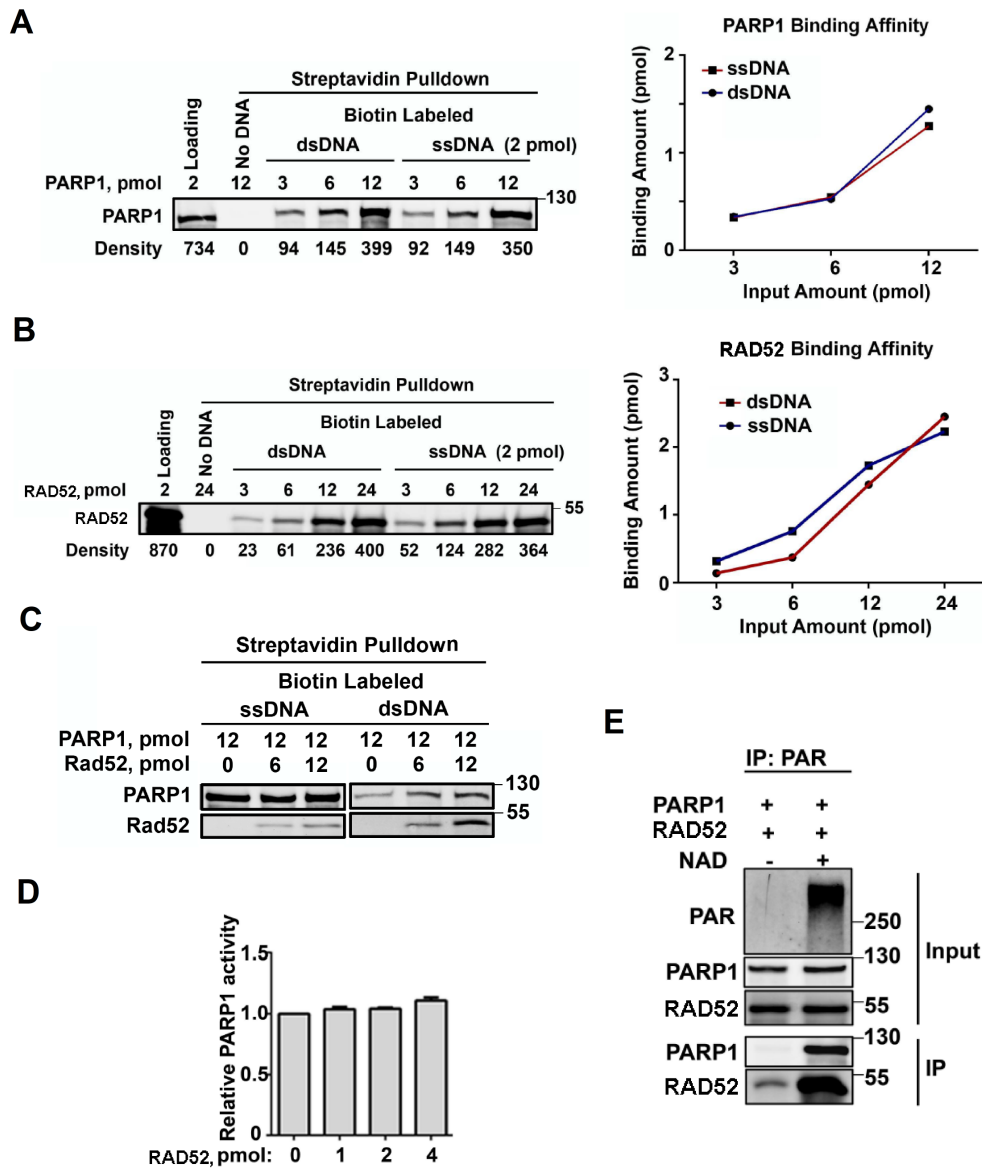 A
Streptavidin Pulldown
Biotin Labeled
Loading
No DNA
dsDNA
ssDNA (2 pmol)
PARP1, pmol 2 12 3 6 12 3 6 12
130
PARP1
Density 734 0 94 145 399 92 149 350
PARP1 Binding Affinity
Binding Amount (pmol)
2
1
0
ssDNA
dsDNA
3 6 12
Input Amount (pmol)
B
Streptavidin Pulldown
Biotin Labeled
Loading
No DNA
dsDNA
ssDNA (2 pmol)
RAD52, pmol 2 24 3 6 12 24 3 6 12 24
55
RAD52
Density 870 0 23 61 236 400 52 124 282 364
RAD52 Binding Affinity
Binding Amount (pmol)
3
2
1
0
dsDNA
ssDNA
3 6 12 24
Input Amount (pmol)
C
Streptavidin Pulldown
Biotin Labeled
ssDNA dsDNA
PARP1, pmol 12 12 12 12 12 12
Rad52, pmol 0 6 12 0 6 12
PARP1 130
Rad52 55
D
Relative PARP1 activity
1.5
1.0
0.5
0
RAD52, pmol: 0 1 2 4
E
IP: PAR
PARP1 + +
RAD52 + +
NAD - +
PAR
250
130
PARP1
RAD52 55
Input
130
PARP1
RAD52 55
IP